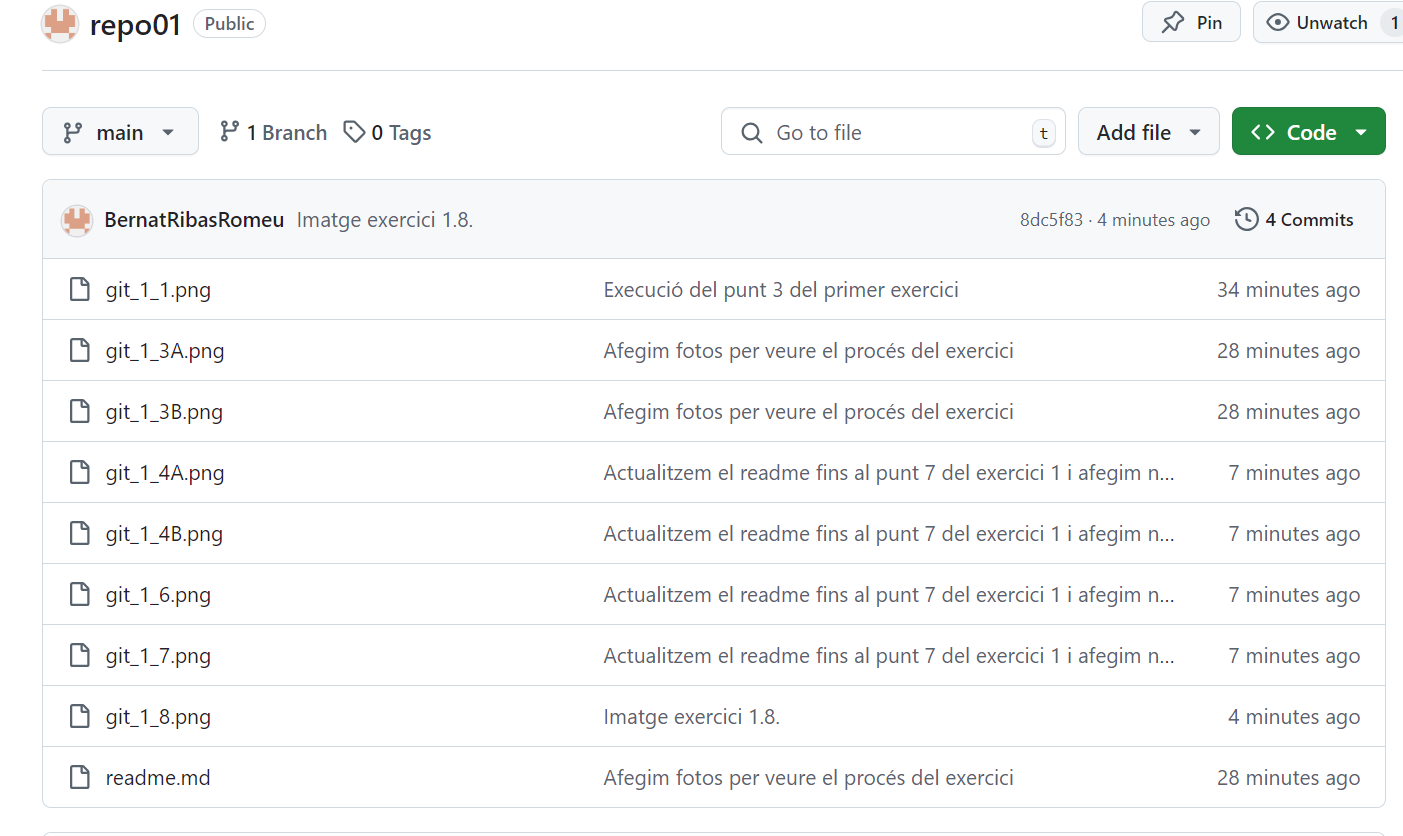 repo01 Public Pin Unwatch 1
main 1 Branch 0 Tags Go to file t Add file Code
BernatRibasRomeu Imatge exercici 1.8. 8dc5f83 · 4 minutes ago 4 Commits
git_1_1.png Execució del punt 3 del primer exercici 34 minutes ago
git_1_3A.png Afegim fotos per veure el procés del exercici 28 minutes ago
git_1_3B.png Afegim fotos per veure el procés del exercici 28 minutes ago
git_1_4A.png Actualitzem el readme fins al punt 7 del exercici 1 i afegim n... 7 minutes ago
git_1_4B.png Actualitzem el readme fins al punt 7 del exercici 1 i afegim n... 7 minutes ago
git_1_6.png Actualitzem el readme fins al punt 7 del exercici 1 i afegim n... 7 minutes ago
git_1_7.png Actualitzem el readme fins al punt 7 del exercici 1 i afegim n... 7 minutes ago
git_1_8.png Imatge exercici 1.8. 4 minutes ago
readme.md Afegim fotos per veure el procés del exercici 28 minutes ago